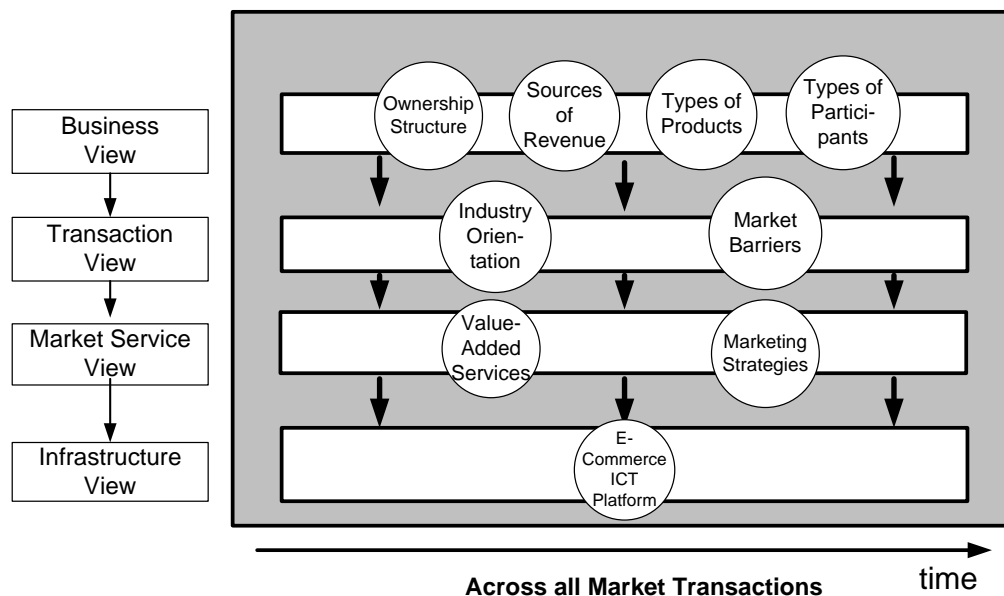 Business
View
Transaction
View
Market Service
View
Infrastructure
View
Ownership
Structure
Sources
of
Revenue
Types of
Products
Types of
Partici-
pants
Industry
Orien-
tation
Market
Barriers
Value-
Added
Services
Marketing
Strategies
E-
Commerce
ICT
Platform
Across all Market Transactions
time